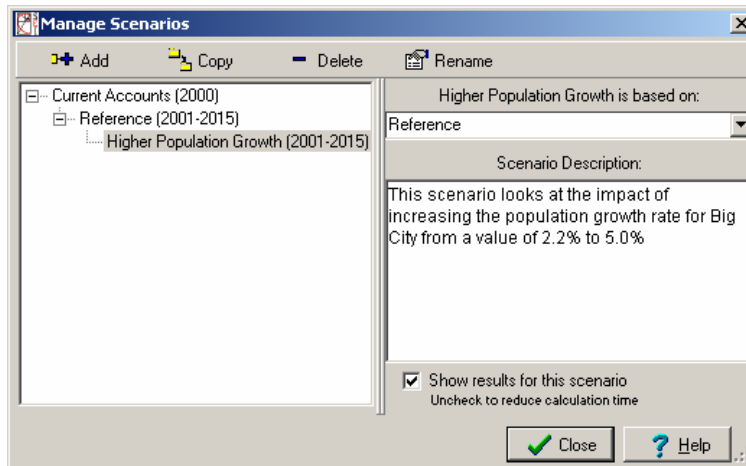 Manage Scenarios
Add Copy Delete Rename
Current Accounts (2000)
Reference (2001-2015)
Higher Population Growth (2001-2015)
Higher Population Growth is based on:
Reference
Scenario Description:
This scenario looks at the impact of
increasing the population growth rate for Big
City from a value of 2.2% to 5.0%
Show results for this scenario
Uncheck to reduce calculation time
Close Help